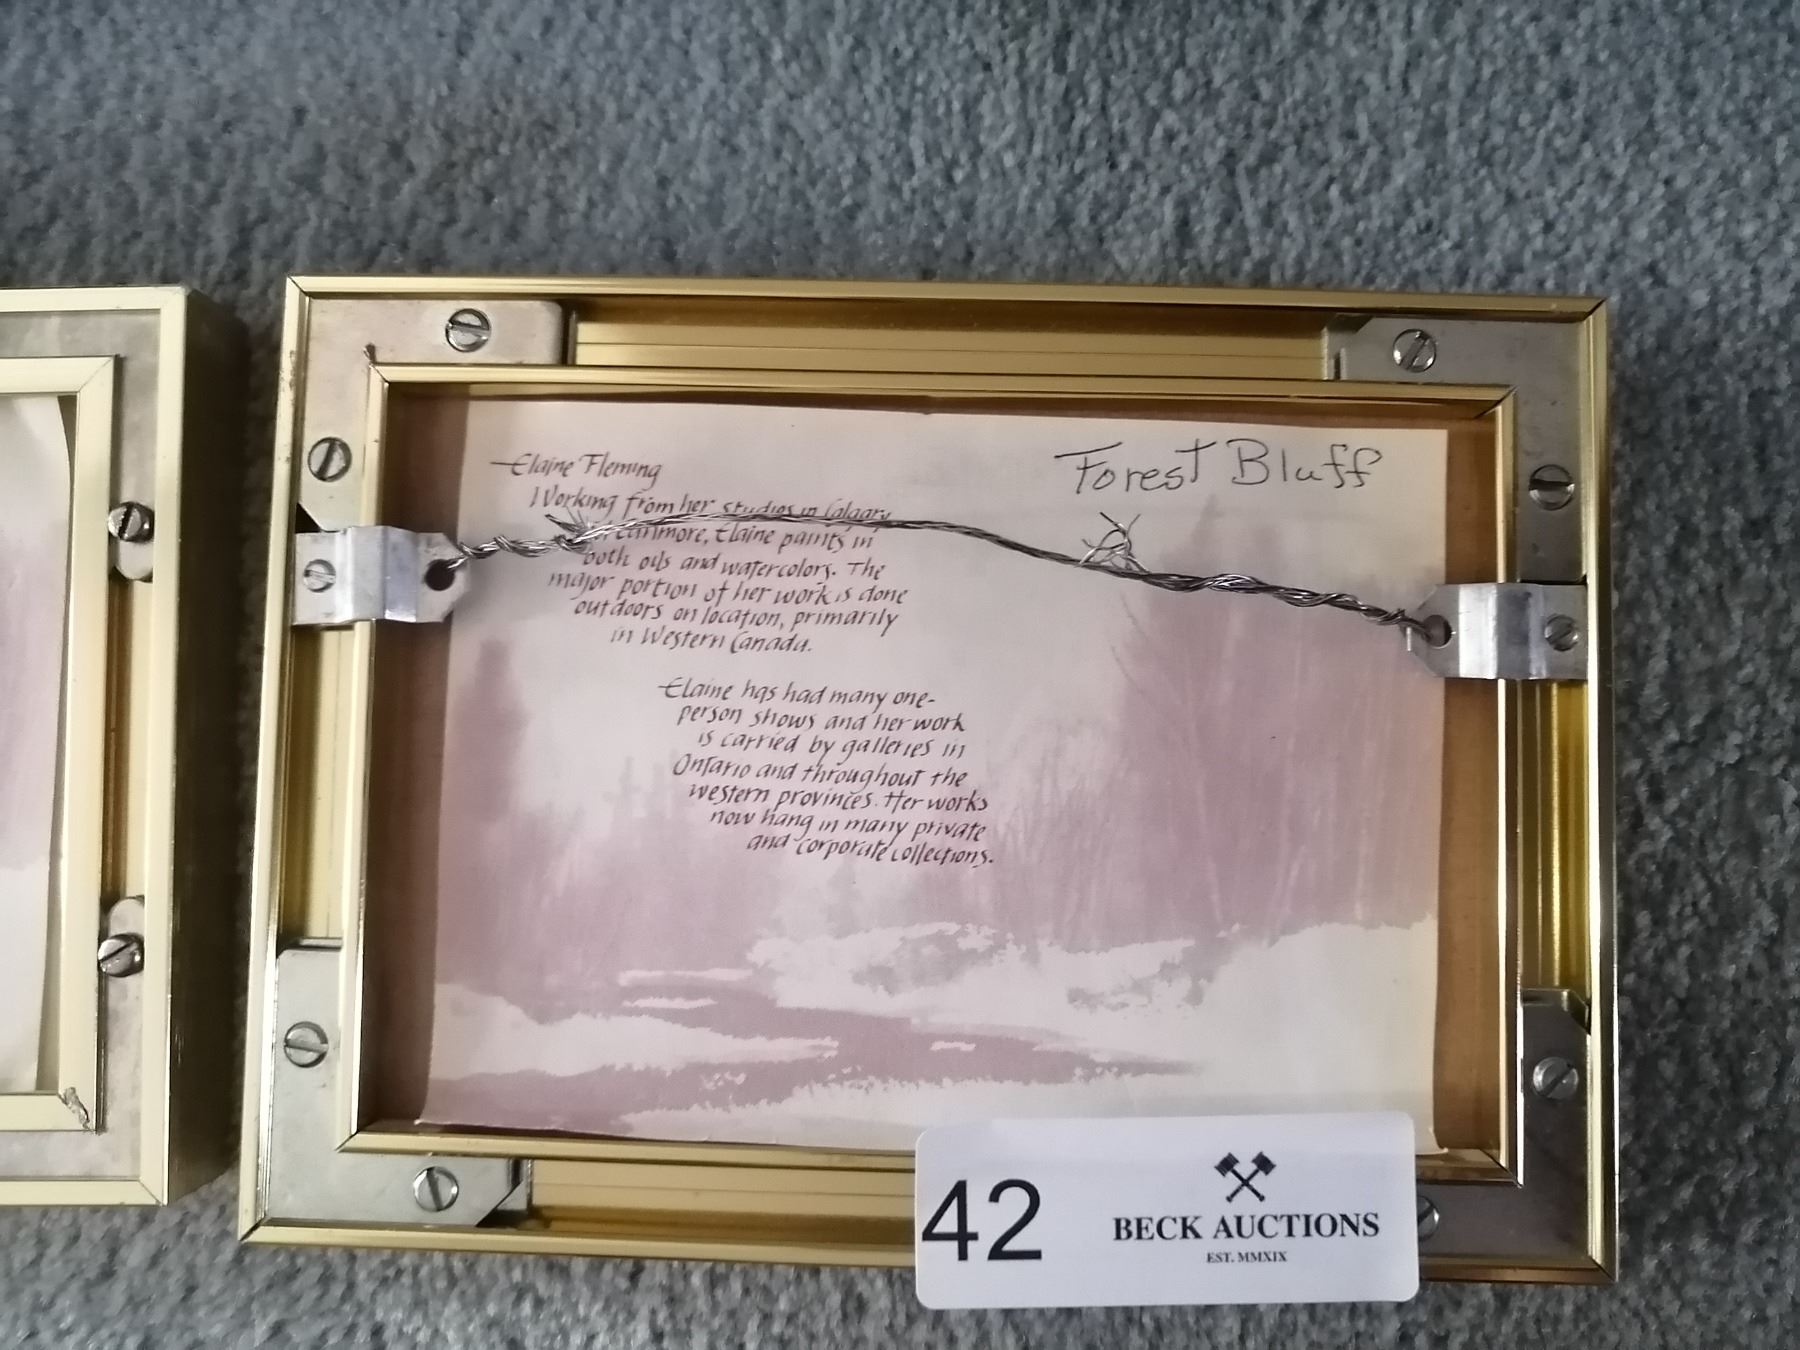 Elaine Fleming
Forest Bluff
Working from her studios in Calgary
Canmore, Elaine paints in
both oils and watercolors. The
major portion of her work is done
outdoors on location, primarily
in Western Canada.
Elaine has had many one-
person shows and her work
is carried by galleries in
Ontario and throughout the
western provinces. Her works
now hang in many private
and corporate collections.
42
BECK AUCTIONS
EST. MMXIX